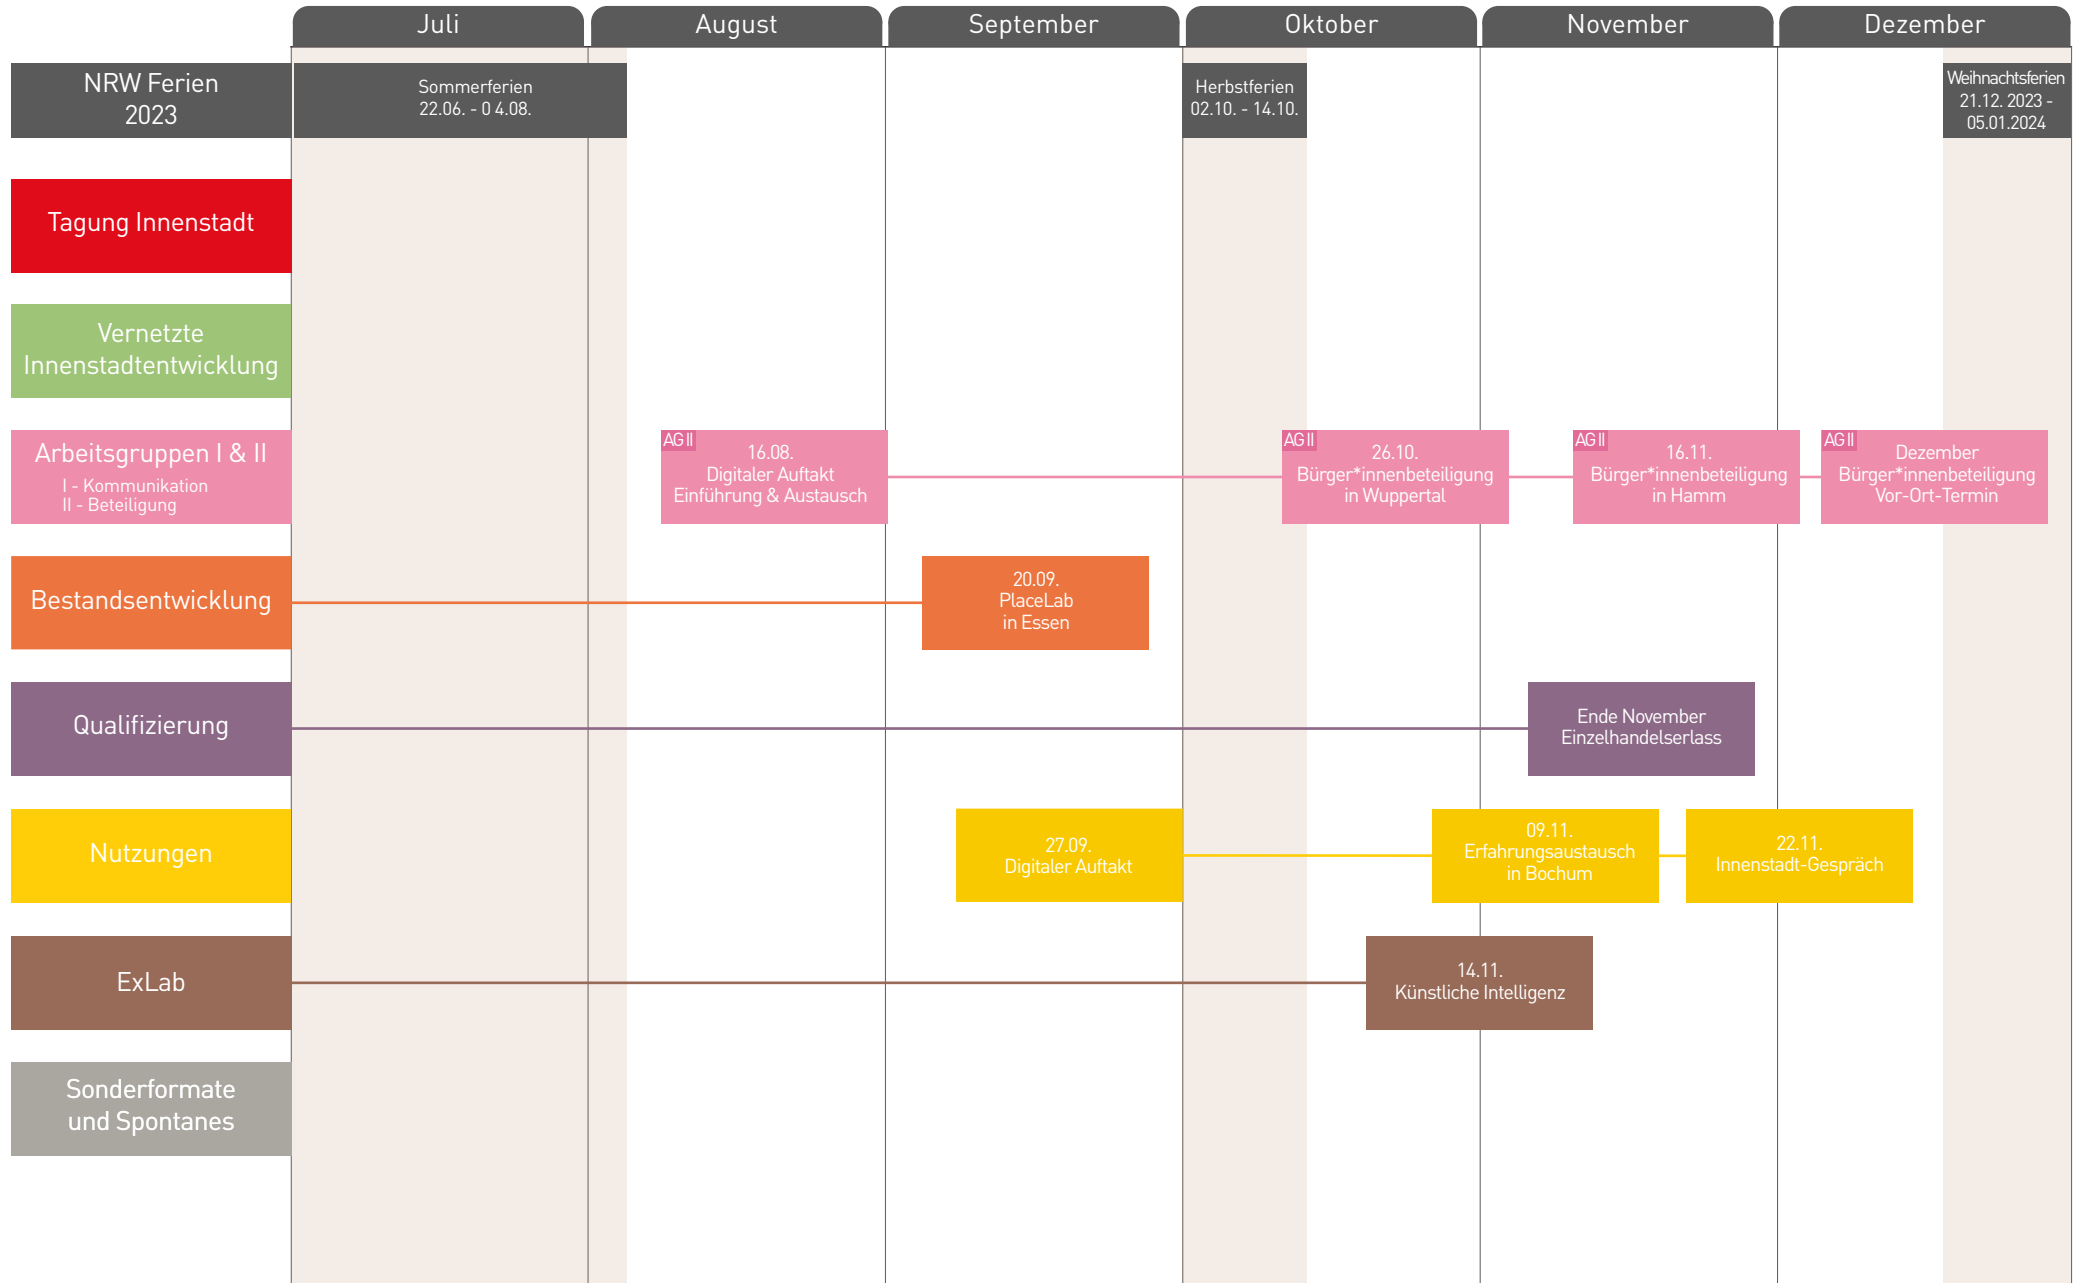 Juli
August
September
Oktober
November
Dezember
NRW Ferien
2023
Sommerferien
22.06. - 0 4.08.
Herbstferien
02.10. - 14.10.
Weihnachtsferien
21.12. 2023 -
05.01.2024
Tagung Innenstadt
Vernetzte
Innenstadtentwicklung
Arbeitsgruppen I & II
I - Kommunikation
II - Beteiligung
AG II
16.08.
Digitaler Auftakt
Einführung & Austausch
AG II
26.10.
Bürger*innenbeteiligung
in Wuppertal
AG II
16.11.
Bürger*innenbeteiligung
in Hamm
AG II
Dezember
Bürger*innenbeteiligung
Vor-Ort-Termin
Bestandsentwicklung
20.09.
PlaceLab
in Essen
Qualifizierung
Ende November
Einzelhandelserlass
Nutzungen
27.09.
Digitaler Auftakt
09.11.
Erfahrungsaustausch
in Bochum
22.11.
Innenstadt-Gespräch
ExLab
14.11.
Künstliche Intelligenz
Sonderformate
und Spontanes